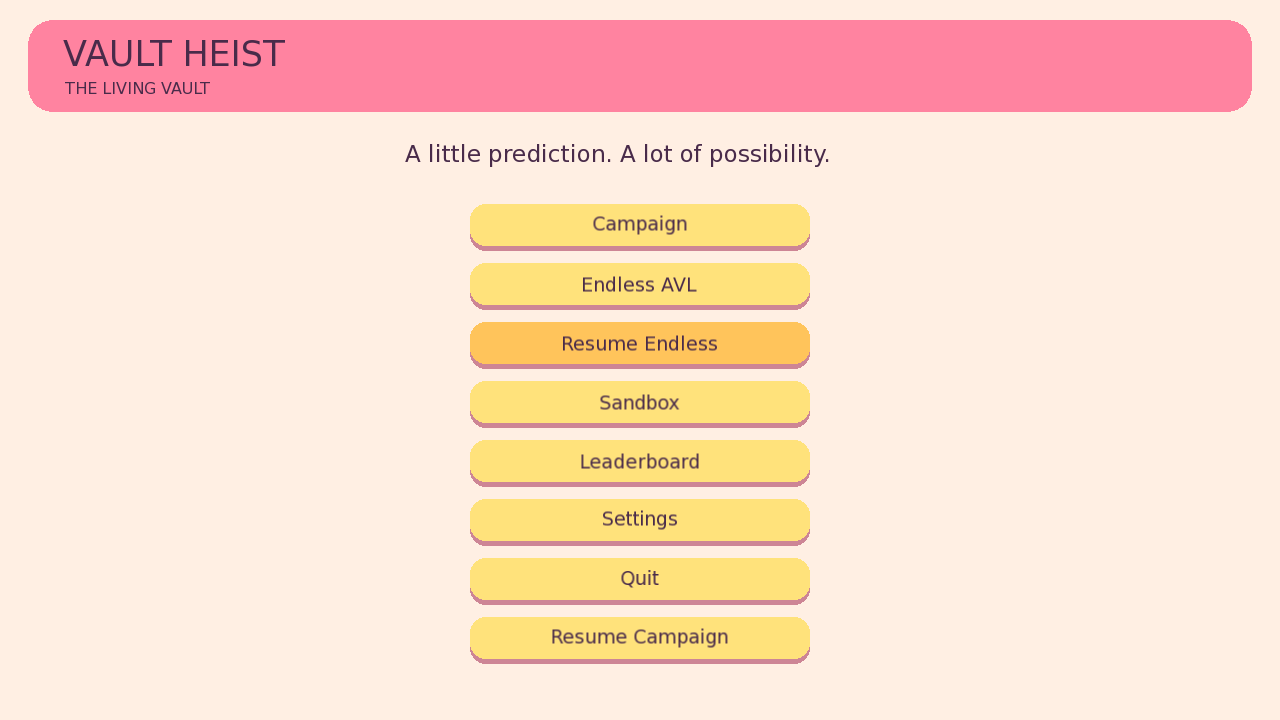 VAULT HEIST
THE LIVING VAULT
A little prediction. A lot of possibility.
Campaign
Endless AVL
Resume Endless
Sandbox
Leaderboard
Settings
Quit
Resume Campaign